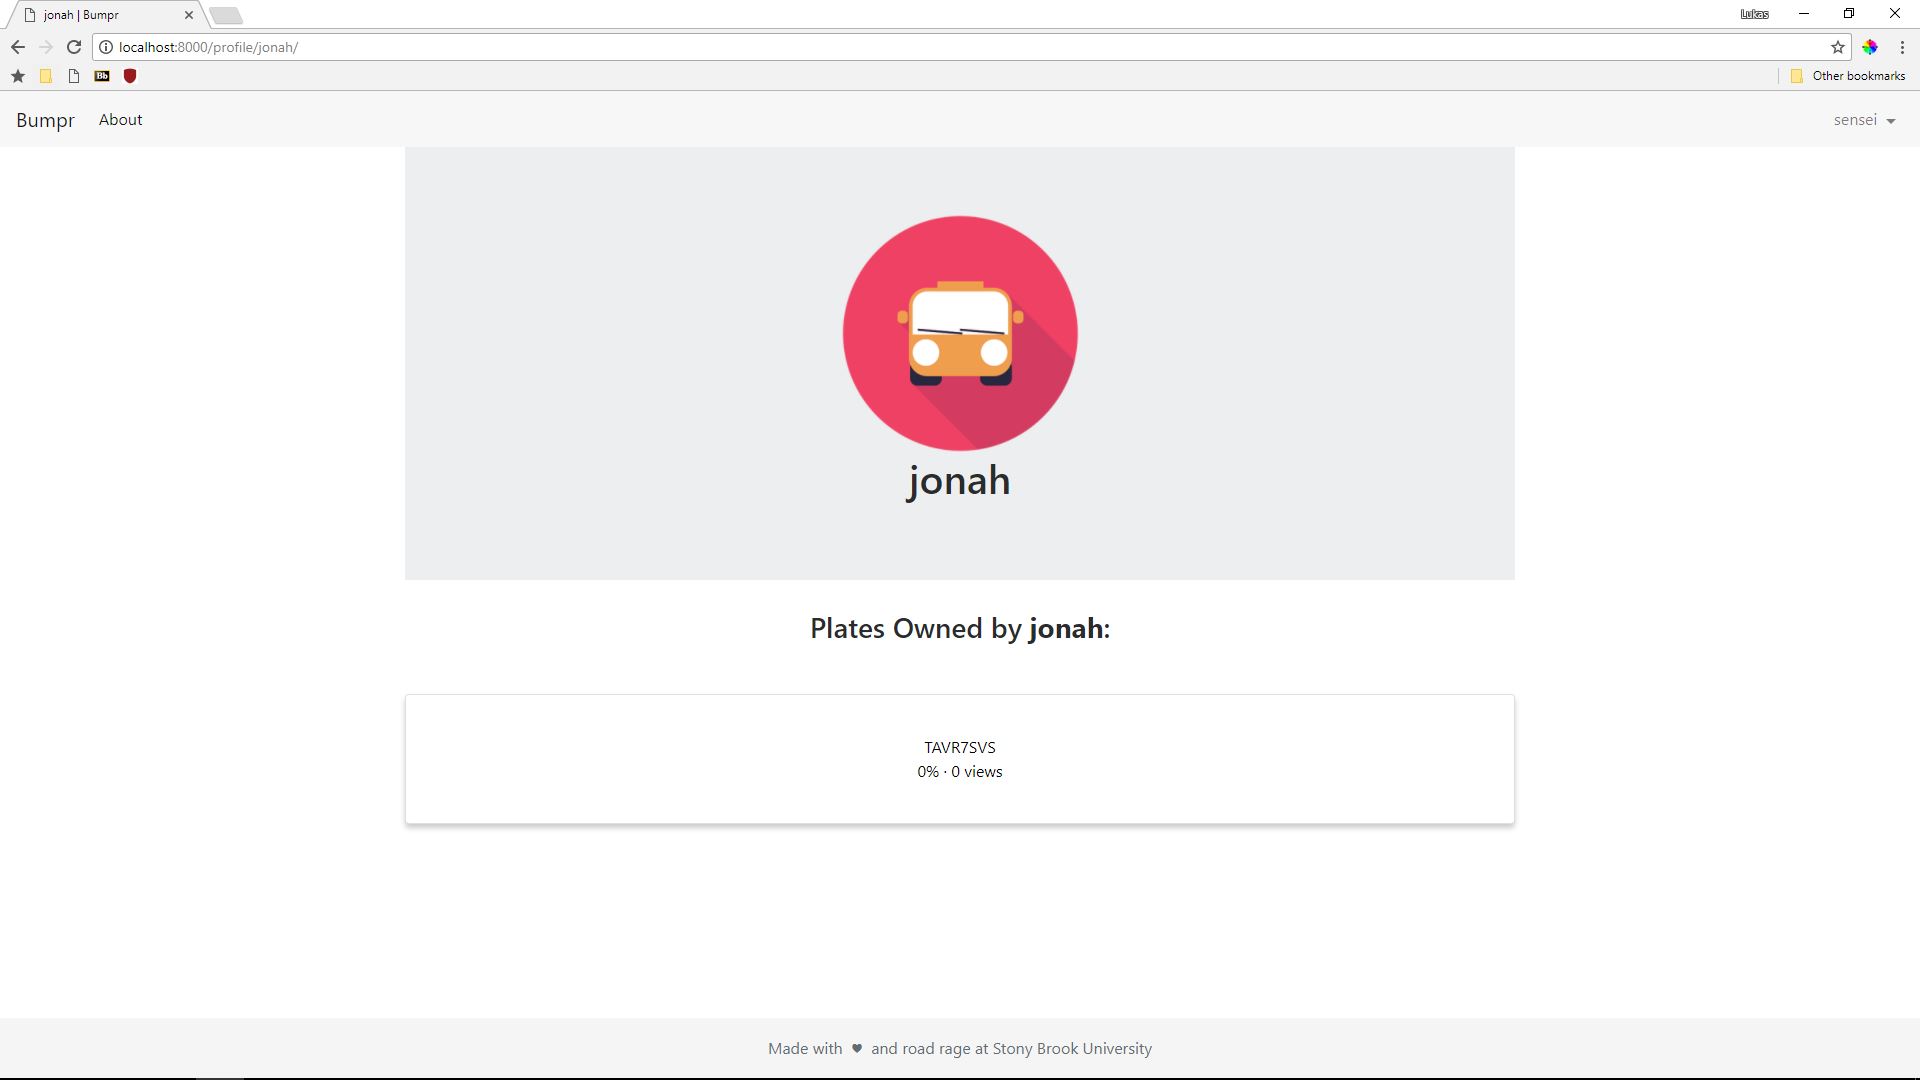 jonah | Bumpr
Lukas
localhost:8000/profile/jonah/
Bb
Other bookmarks
Bumpr
About
sensei
jonah
Plates Owned by jonah:
TAVR7SVS
0% · 0 views
Made with ♥ and road rage at Stony Brook University